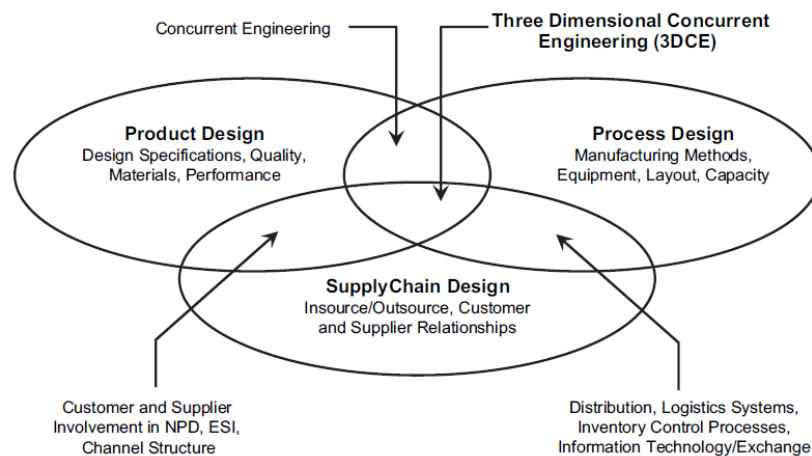 Concurrent Engineering
Three Dimensional Concurrent
Engineering (3DCE)
Product Design
Design Specifications, Quality,
Materials, Performance
Process Design
Manufacturing Methods,
Equipment, Layout, Capacity
SupplyChain Design
Insource/Outsource, Customer
and Supplier Relationships
Customer and Supplier
Involvement in NPD, ESI,
Channel Structure
Distribution, Logistics Systems,
Inventory Control Processes,
Information Technology/Exchange